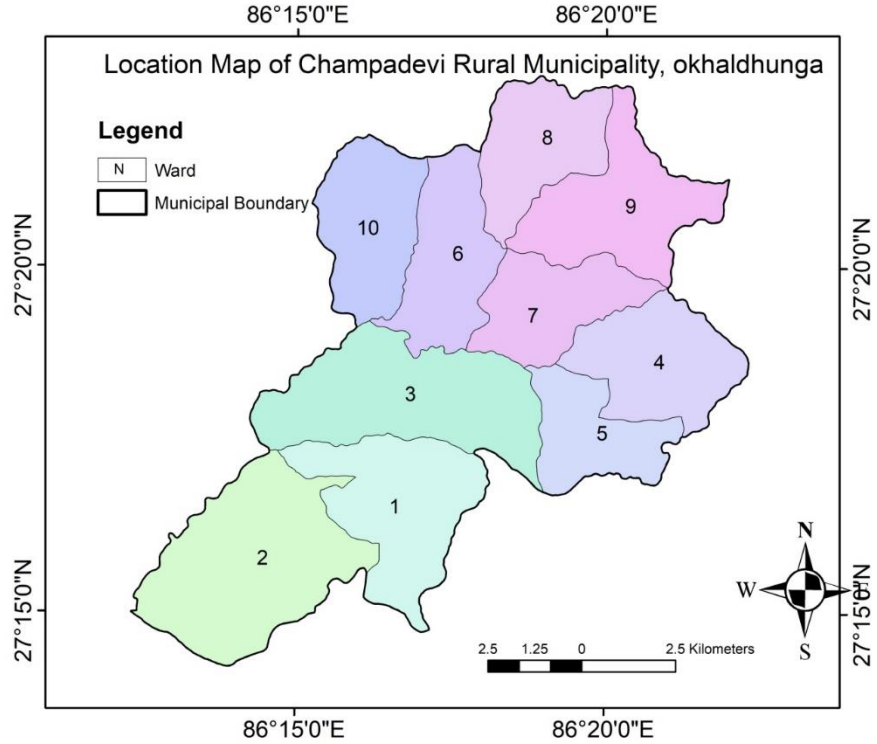 86°15'0"E 86°20'0"E
Location Map of Champadevi Rural Municipality, okhaldhunga
Legend
N Ward
Municipal Boundary
8
9
10
6
7
27°20'0"N 27°20'0"N
4
3
5
1
2
N
W
S
27°15'0"N 27°15'0"N
2.5 1.25 0 2.5 Kilometers
86°15'0"E 86°20'0"E